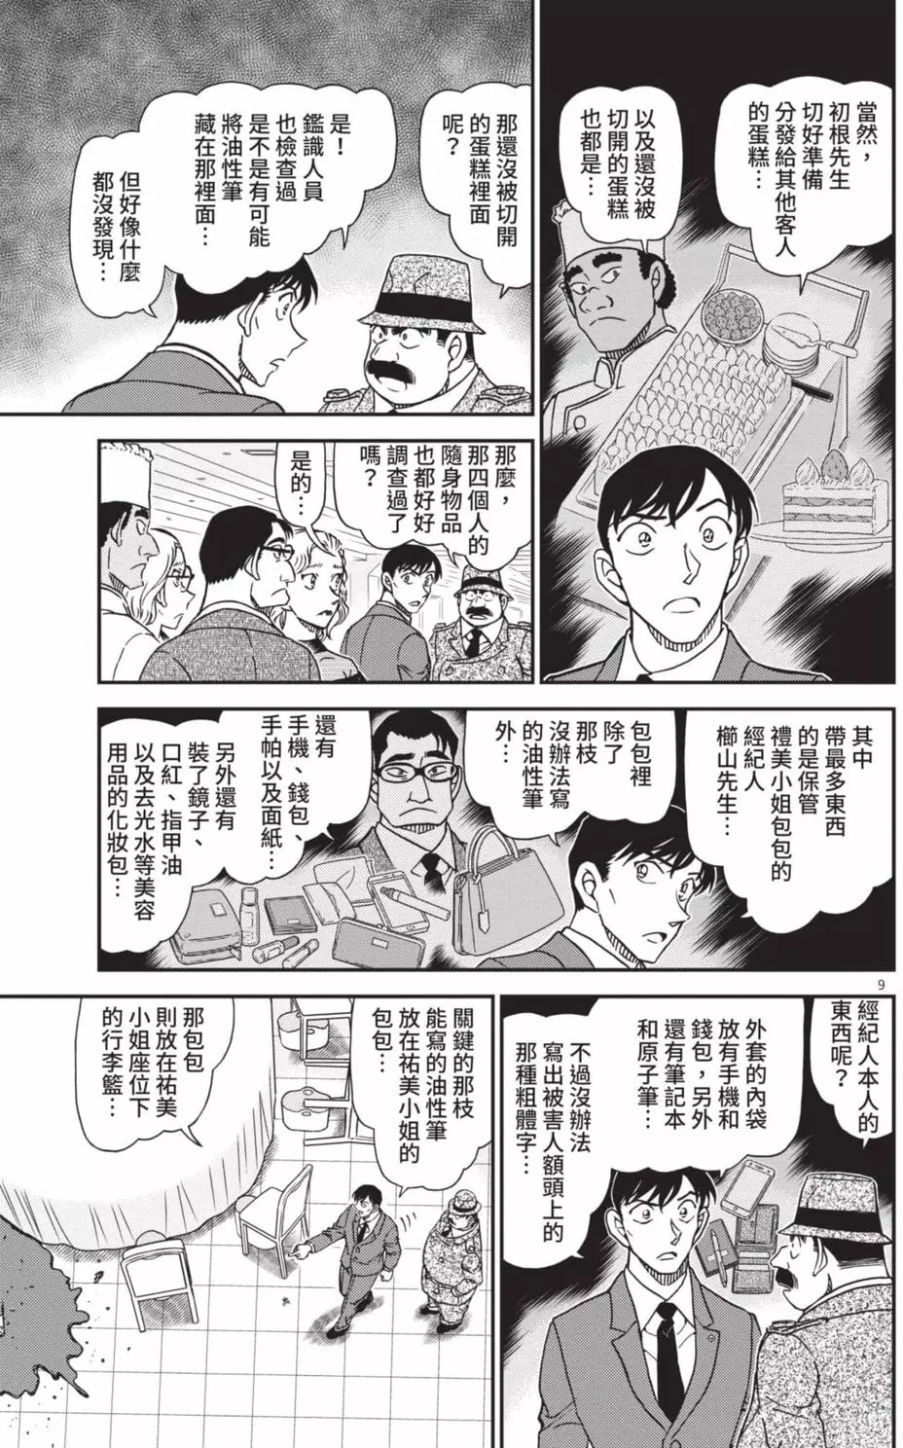 當然，
初根先生
切好準備
分發給其他客人
的蛋糕…
以及還沒被
切開的蛋糕
也都是…
那還沒被切開
的蛋糕裡面
呢？
是！
鑑識人員
也檢查過
是不是有可能
將油性筆
藏在那裡面…
但好像什麼
都沒發現…
那麼，
那四個人的
隨身物品
也都好好
調查過了
嗎？
是的…
其中
帶最多東西
的是保管
禮美小姐包包的
經紀人
櫛山先生…
包包裡
除了
那枝
沒辦法寫
的油性筆
外…
還有
手機、錢包、
手帕以及面紙…
另外還有
裝了鏡子、
口紅、指甲油
以及去光水等美容
用品的化妝包…
9
經紀人本人的
東西呢？
外套的內袋
放有手機和
錢包，另外
還有筆記本
和原子筆…
不過沒辦法
寫出被害人額頭上的
那種粗體字…
關鍵的那枝
能寫的油性筆
放在祐美小姐的
包包…
那包包
則放在祐美
小姐座位下
的行李籃…